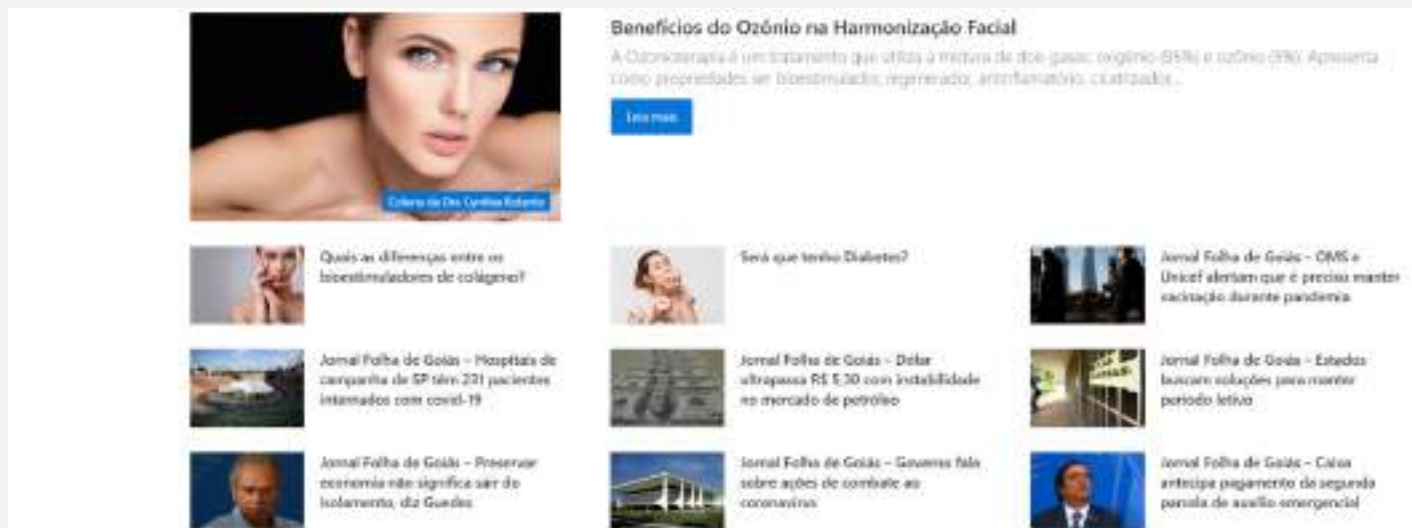 Benefícios do Ozônio na Harmonização Facial
A Ozonioterapia é um tratamento que utiliza a mistura de dois gases: oxigênio (95%) e ozônio (5%). Apresenta
como propriedades ser bioestimulador, regenerador, antiinflamatório, cicatrizador...
Leia mais
Coluna da Dra Cynthia
Quais as diferenças entre os
bioestimuladores de colágeno?
Será que tenho Diabetes?
Jornal Folha de Goiás – OMS e
Unicef alertam que é preciso manter
vacinação durante pandemia
Jornal Folha de Goiás – Hospitais de
campanha de SP têm 231 pacientes
internados com covid-19
Jornal Folha de Goiás – Dólar
ultrapassa R$ 5,30 com instabilidade
no mercado de petróleo
Jornal Folha de Goiás – Estados
buscam soluções para manter
período letivo
Jornal Folha de Goiás – Preservar
economia não significa sair do
isolamento, diz Guedes
Jornal Folha de Goiás – Governo fala
sobre ações de combate ao
coronavírus
Jornal Folha de Goiás – Caixa
antecipa pagamento da segunda
parcela de auxílio emergencial